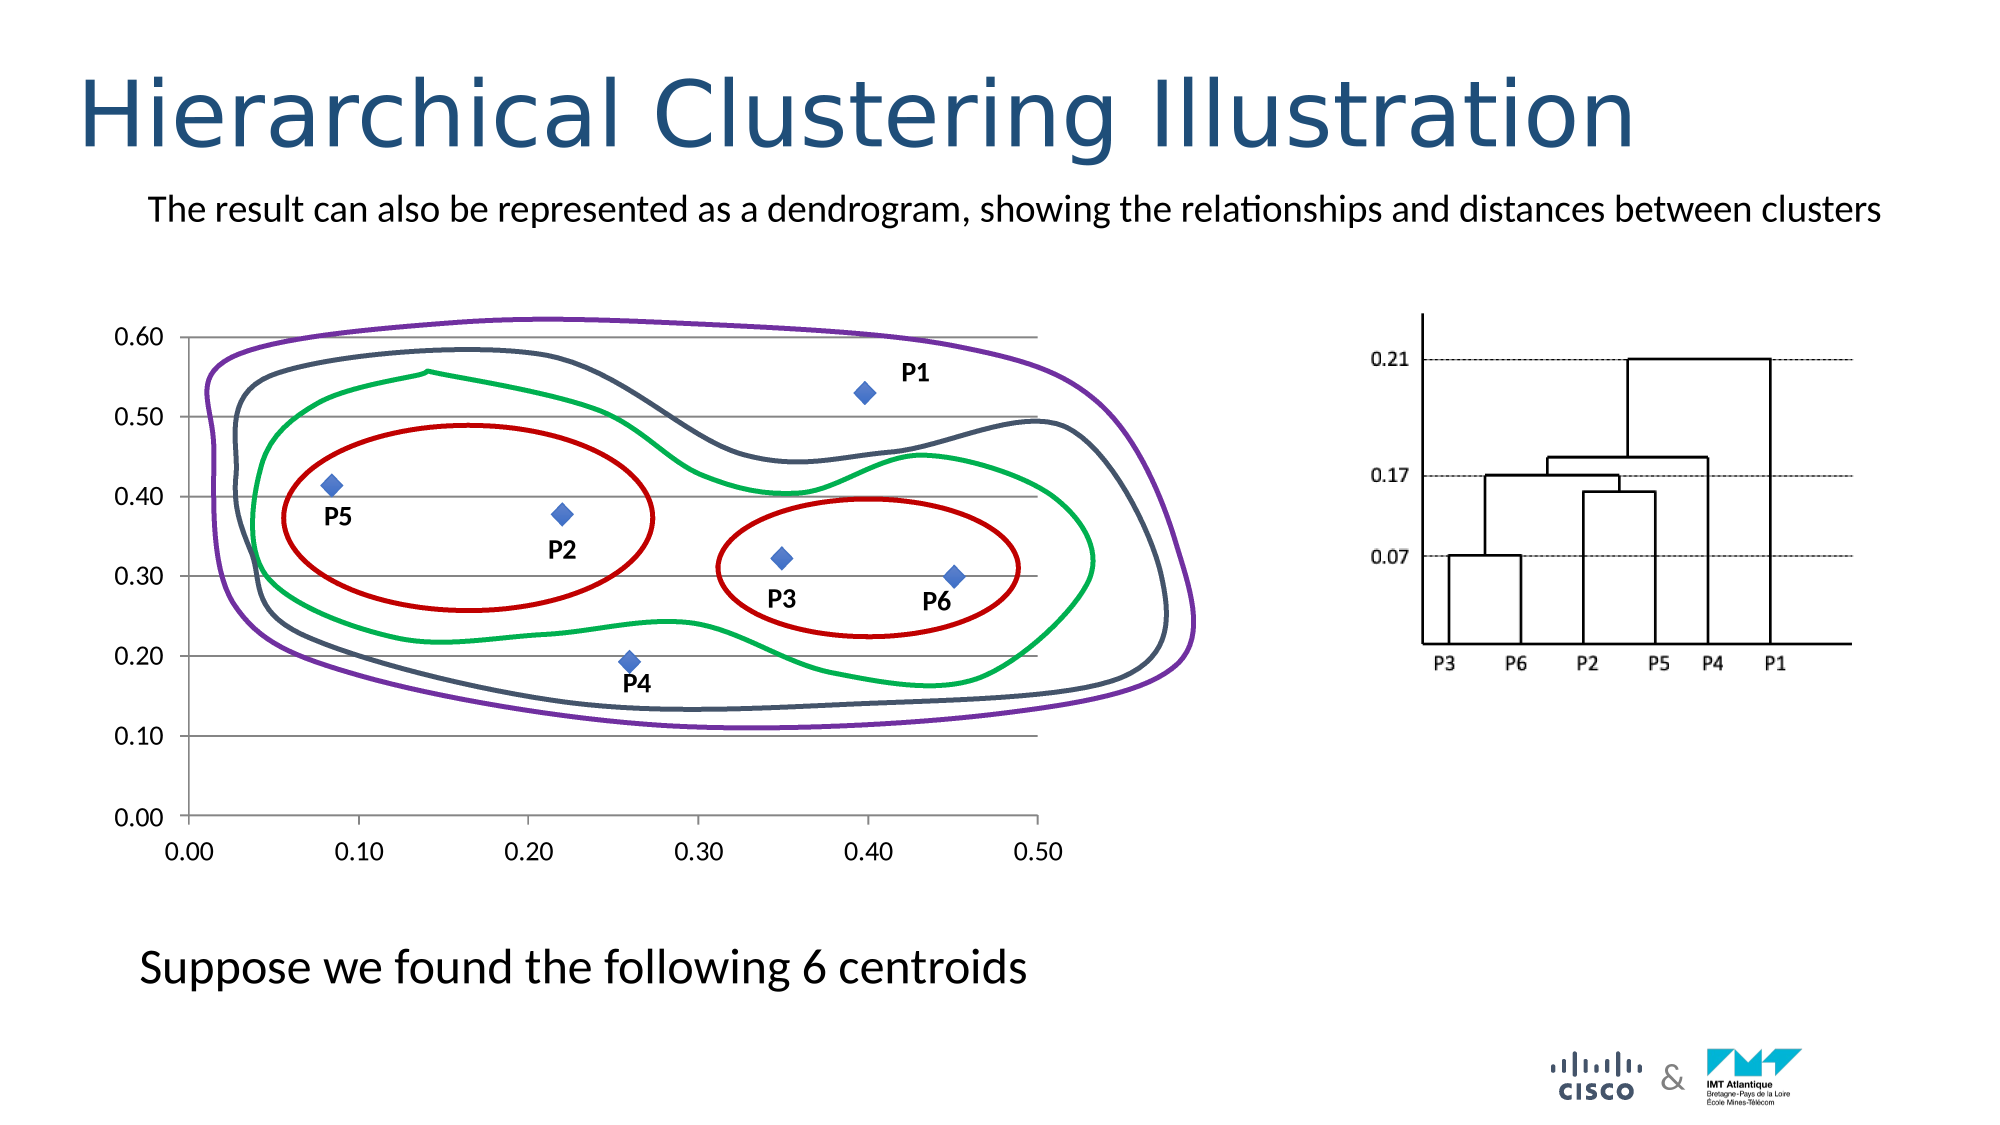 Hierarchical Clustering Illustration
The result can also be represented as a dendrogram, showing the relationships and distances between clusters
0.60
0.50
0.40
0.30
0.20
0.10
0.00
0.00 0.10 0.20 0.30 0.40 0.50
P1
P5
P2
P3
P6
P4
0.21
0.17
0.07
P3 P6 P2 P5 P4 P1
Suppose we found the following 6 centroids
CISCO
&
IMT Atlantique
Bretagne-Pays de la Loire
École Mines-Télécom